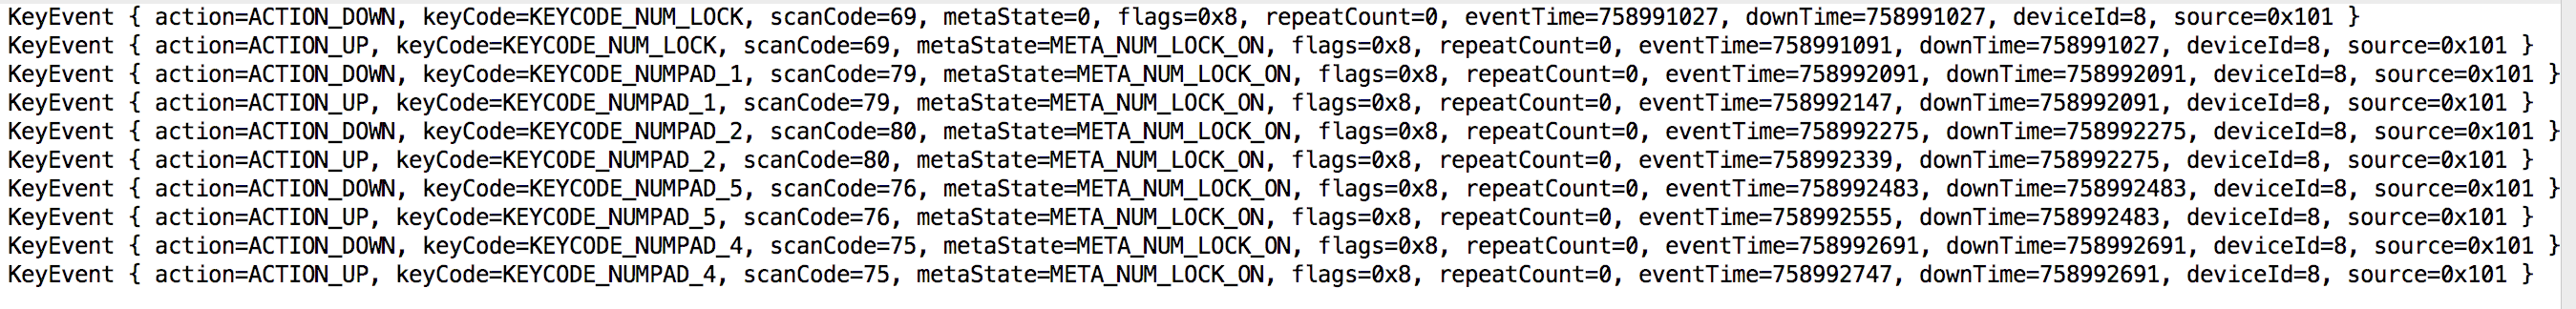 KeyEvent { action=ACTION_DOWN, keyCode=KEYCODE_NUM_LOCK, scanCode=69, metaState=0, flags=0x8, repeatCount=0, eventTime=758991027, downTime=758991027, deviceId=8, source=0x101 }
KeyEvent { action=ACTION_UP, keyCode=KEYCODE_NUM_LOCK, scanCode=69, metaState=META_NUM_LOCK_ON, flags=0x8, repeatCount=0, eventTime=758991091, downTime=758991027, deviceId=8, source=0x101 }
KeyEvent { action=ACTION_DOWN, keyCode=KEYCODE_NUMPAD_1, scanCode=79, metaState=META_NUM_LOCK_ON, flags=0x8, repeatCount=0, eventTime=758992091, downTime=758992091, deviceId=8, source=0x101 }
KeyEvent { action=ACTION_UP, keyCode=KEYCODE_NUMPAD_1, scanCode=79, metaState=META_NUM_LOCK_ON, flags=0x8, repeatCount=0, eventTime=758992147, downTime=758992091, deviceId=8, source=0x101 }
KeyEvent { action=ACTION_DOWN, keyCode=KEYCODE_NUMPAD_2, scanCode=80, metaState=META_NUM_LOCK_ON, flags=0x8, repeatCount=0, eventTime=758992275, downTime=758992275, deviceId=8, source=0x101 }
KeyEvent { action=ACTION_UP, keyCode=KEYCODE_NUMPAD_2, scanCode=80, metaState=META_NUM_LOCK_ON, flags=0x8, repeatCount=0, eventTime=758992339, downTime=758992275, deviceId=8, source=0x101 }
KeyEvent { action=ACTION_DOWN, keyCode=KEYCODE_NUMPAD_5, scanCode=76, metaState=META_NUM_LOCK_ON, flags=0x8, repeatCount=0, eventTime=758992483, downTime=758992483, deviceId=8, source=0x101 }
KeyEvent { action=ACTION_UP, keyCode=KEYCODE_NUMPAD_5, scanCode=76, metaState=META_NUM_LOCK_ON, flags=0x8, repeatCount=0, eventTime=758992555, downTime=758992483, deviceId=8, source=0x101 }
KeyEvent { action=ACTION_DOWN, keyCode=KEYCODE_NUMPAD_4, scanCode=75, metaState=META_NUM_LOCK_ON, flags=0x8, repeatCount=0, eventTime=758992691, downTime=758992691, deviceId=8, source=0x101 }
KeyEvent { action=ACTION_UP, keyCode=KEYCODE_NUMPAD_4, scanCode=75, metaState=META_NUM_LOCK_ON, flags=0x8, repeatCount=0, eventTime=758992747, downTime=758992691, deviceId=8, source=0x101 }